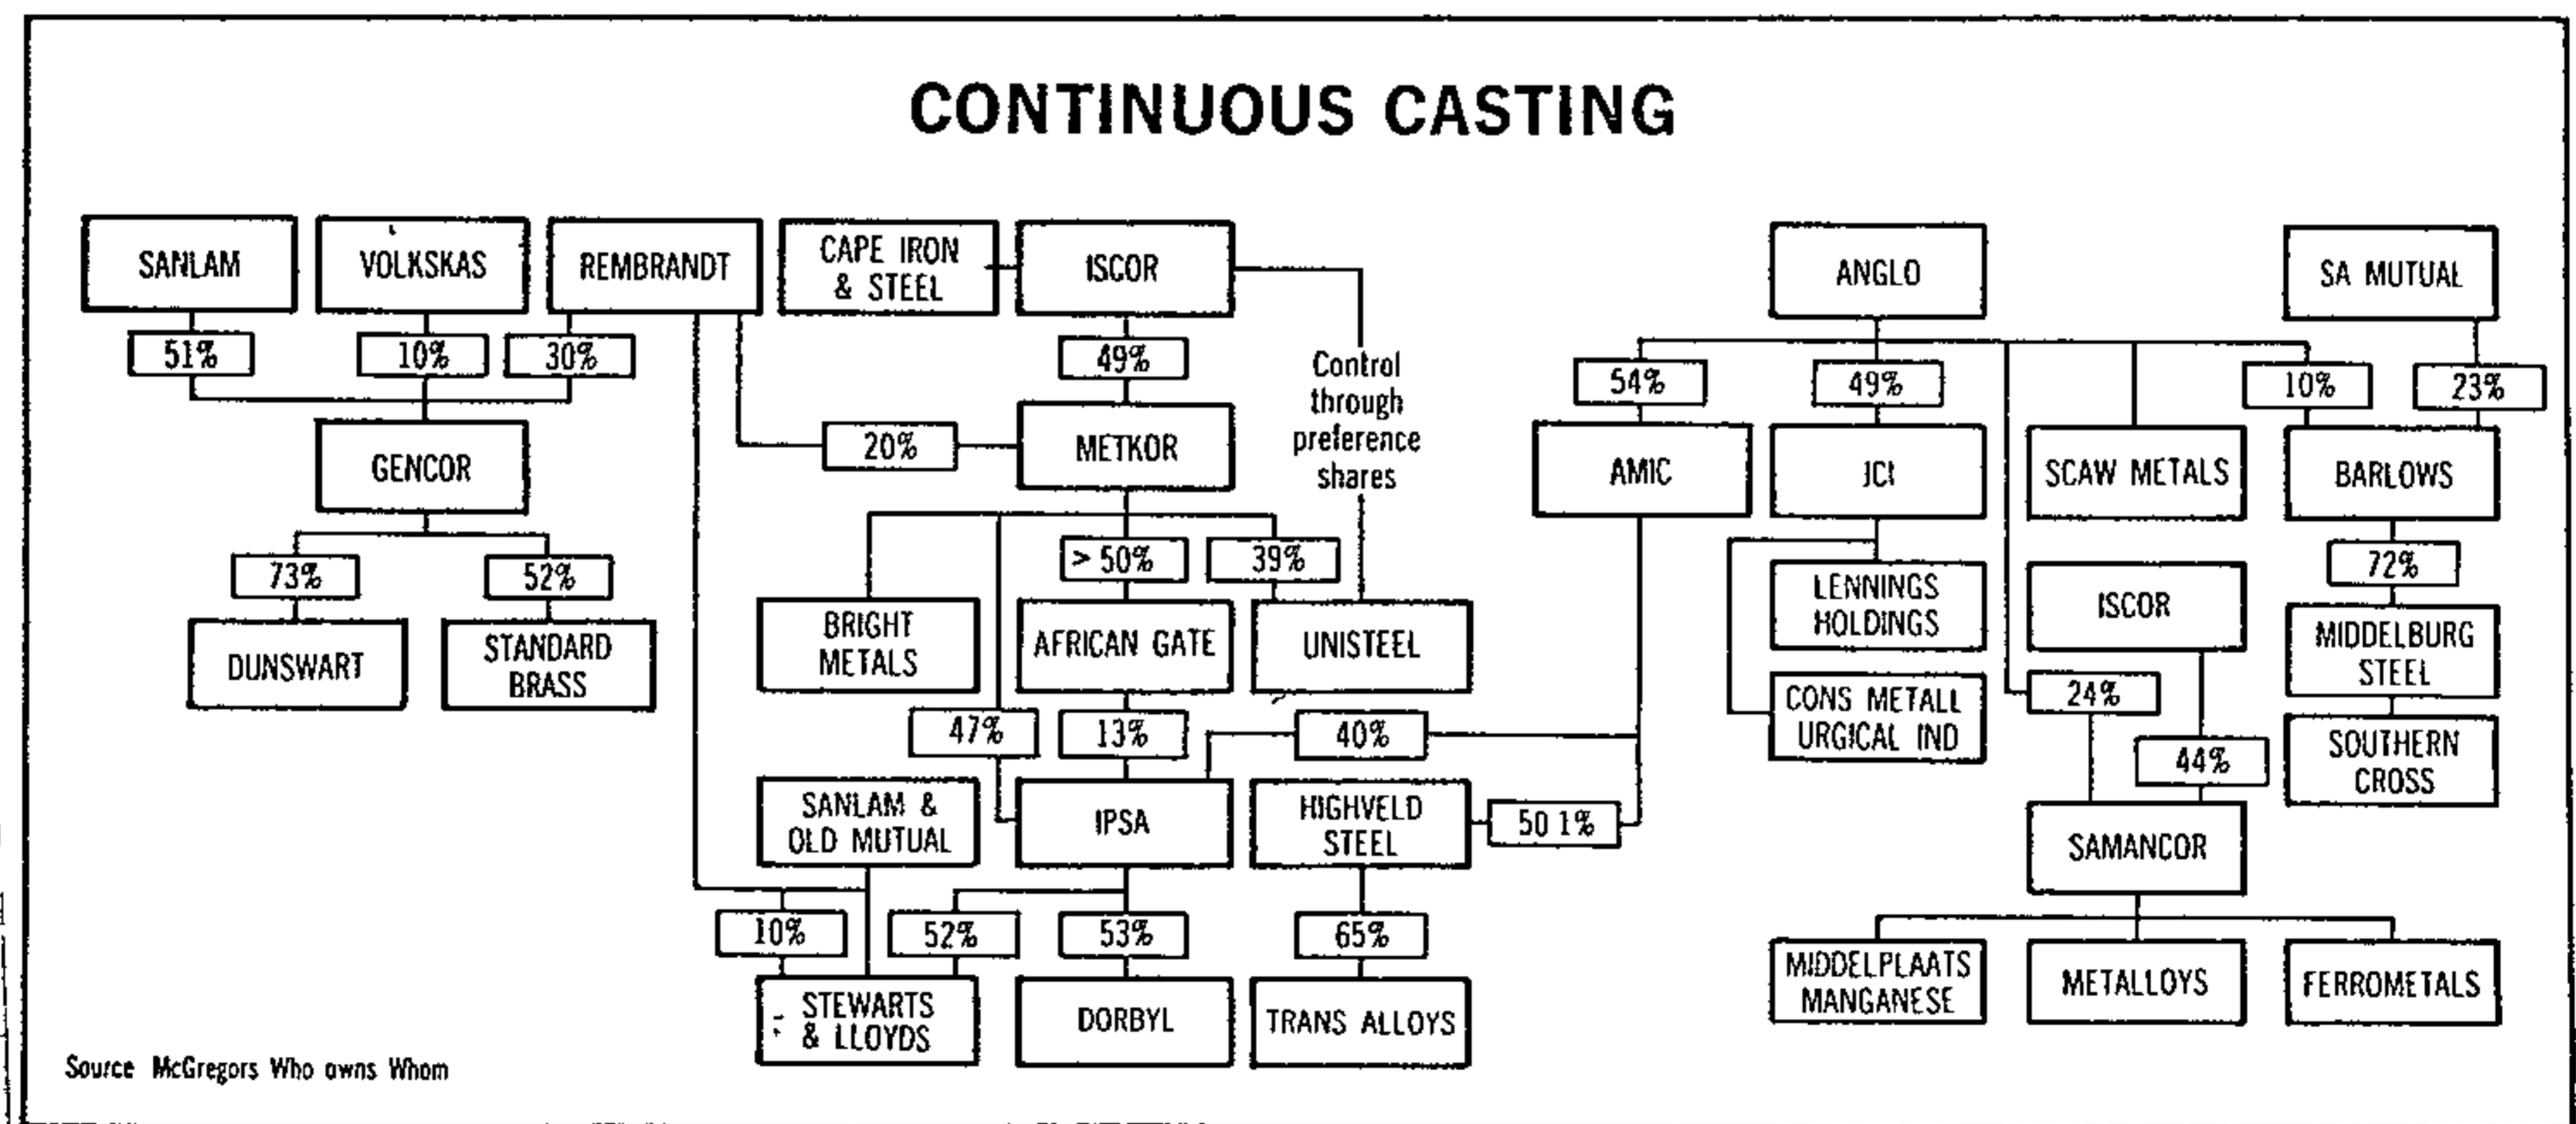 CONTINUOUS CASTING
SANLAM
VOLKSKAS
REMBRANDT
CAPE IRON
& STEEL
ISCOR
ANGLO
SA MUTUAL
51%
10%
30%
49%
Control
through
preference
shares
54%
49%
10%
23%
GENCOR
20%
METKOR
AMIC
JCI
SCAW METALS
BARLOWS
73%
52%
> 50%
39%
72%
DUNSWART
STANDARD
BRASS
BRIGHT
METALS
AFRICAN GATE
UNISTEEL
LENNINGS
HOLDINGS
ISCOR
MIDDELBURG
STEEL
47%
13%
40%
CONS METALL
URGICAL IND
24%
44%
SOUTHERN
CROSS
SANLAM &
OLD MUTUAL
IPSA
HIGHVELD
STEEL
50 1%
SAMANCOR
10%
52%
53%
65%
STEWARTS
& LLOYDS
DORBYL
TRANS ALLOYS
MIDDELPLAATS
MANGANESE
METALLOYS
FERROMETALS
Source McGregors Who owns Whom